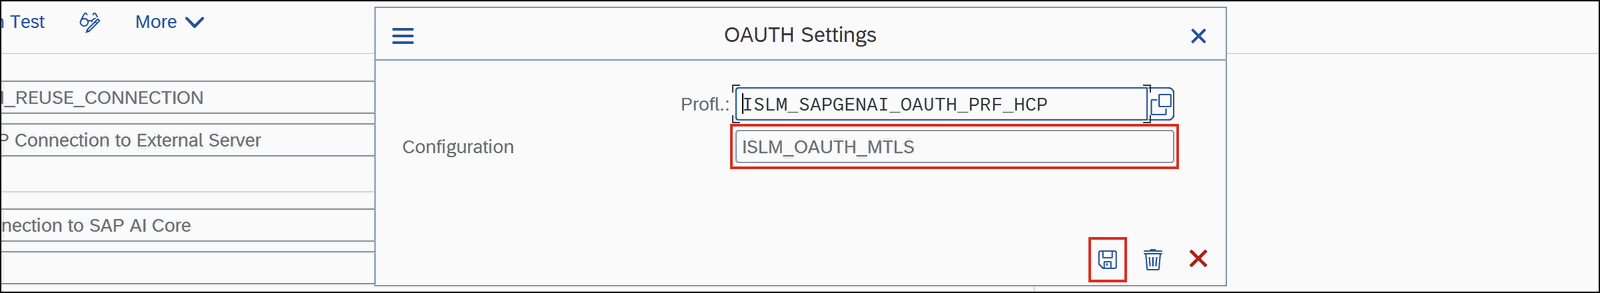 Test
More
OAUTH Settings
_REUSE_CONNECTION
Profl.:
ISLM_SAPGENAI_OAUTH_PRF_HCP
Connection to External Server
Configuration
ISLM_OAUTH_MTLS
nection to SAP AI Core